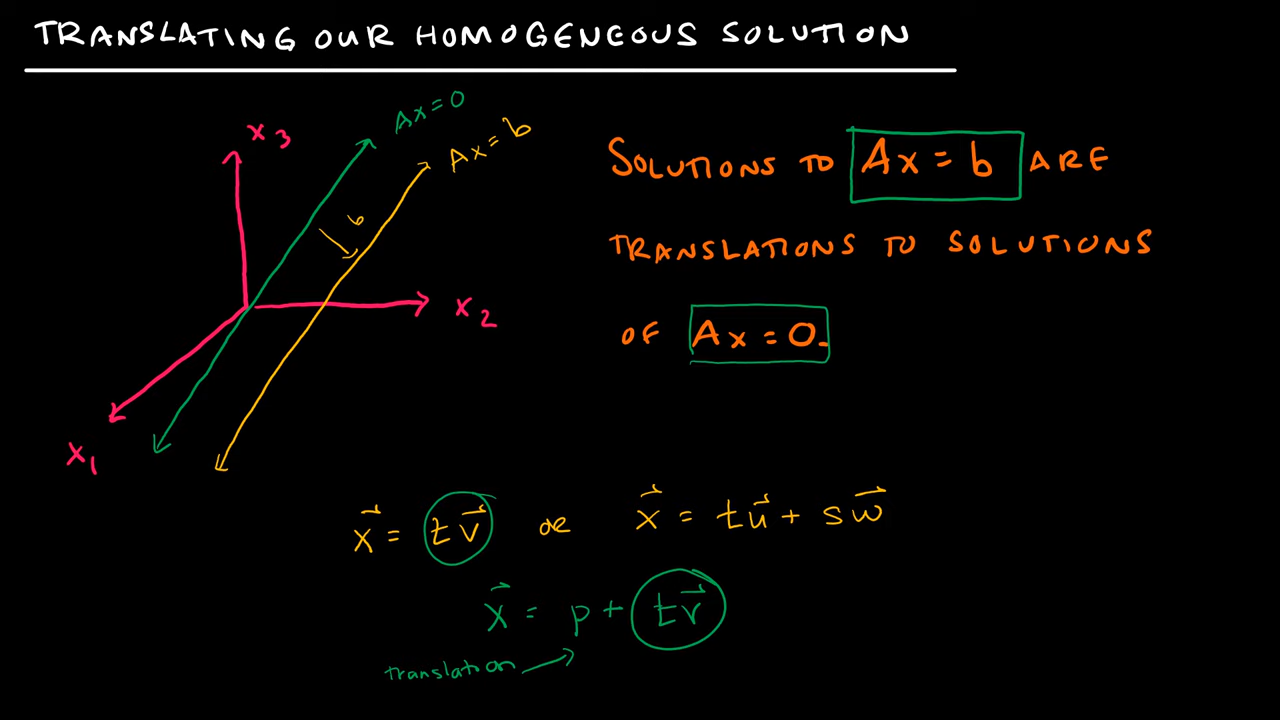 TRANSLATING OUR HOMOGENEOUS SOLUTION
x3
Ax=0
Ax=b
b
x2
x1
SOLUTIONS TO Ax = b ARE
TRANSLATIONS TO SOLUTIONS
OF Ax = 0.
x⃗ = tv⃗ or x⃗ = tu⃗ + sw⃗
x⃗ = p + tv⃗
translation